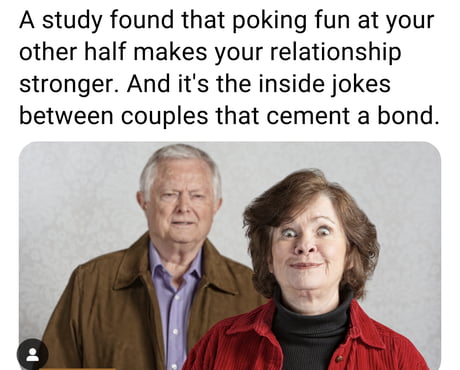 A study found that poking fun at your
other half makes your relationship
stronger. And it's the inside jokes
between couples that cement a bond.